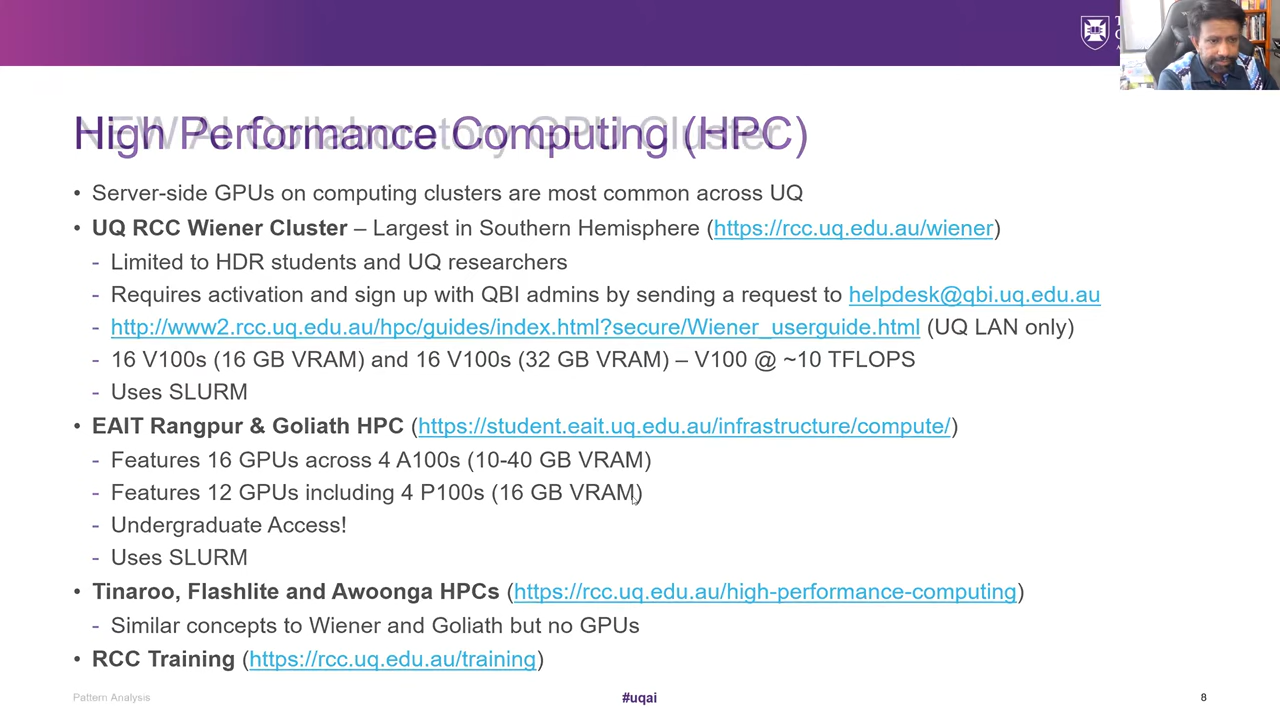 High Performance Computing (HPC)
NEW AI Collaboratory GPU Cluster
• Server-side GPUs on computing clusters are most common across UQ
• UQ RCC Wiener Cluster – Largest in Southern Hemisphere (https://rcc.uq.edu.au/wiener)
- Limited to HDR students and UQ researchers
- Requires activation and sign up with QBI admins by sending a request to helpdesk@qbi.uq.edu.au
- http://www2.rcc.uq.edu.au/hpc/guides/index.html?secure/Wiener_userguide.html (UQ LAN only)
- 16 V100s (16 GB VRAM) and 16 V100s (32 GB VRAM) – V100 @ ~10 TFLOPS
- Uses SLURM
• EAIT Rangpur & Goliath HPC (https://student.eait.uq.edu.au/infrastructure/compute/)
- Features 16 GPUs across 4 A100s (10-40 GB VRAM)
- Features 12 GPUs including 4 P100s (16 GB VRAM)
- Undergraduate Access!
- Uses SLURM
• Tinaroo, Flashlite and Awoonga HPCs (https://rcc.uq.edu.au/high-performance-computing)
- Similar concepts to Wiener and Goliath but no GPUs
• RCC Training (https://rcc.uq.edu.au/training)
Pattern Analysis
#uqai
8